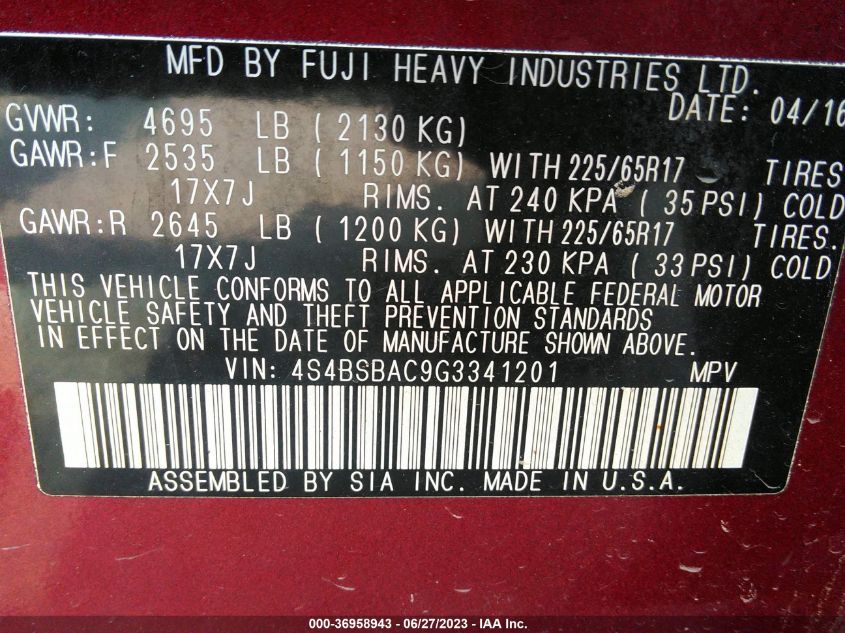 MFD BY FUJI HEAVY INDUSTRIES LTD.
DATE: 04/16
GVWR: 4695 LB ( 2130 KG)
GAWR:F 2535 LB ( 1150 KG) WITH 225/65R17 TIRES
17X7J RIMS. AT 240 KPA ( 35 PSI) COLD
GAWR:R 2645 LB ( 1200 KG) WITH 225/65R17 TIRES.
17X7J RIMS. AT 230 KPA ( 33 PSI) COLD
THIS VEHICLE CONFORMS TO ALL APPLICABLE FEDERAL MOTOR
VEHICLE SAFETY AND THEFT PREVENTION STANDARDS
IN EFFECT ON THE DATE OF MANUFACTURE SHOWN ABOVE.
VIN: 4S4BSBAC9G3341201 MPV
ASSEMBLED BY SIA INC. MADE IN U.S.A.
000-36958943 - 06/27/2023 - IAA Inc.